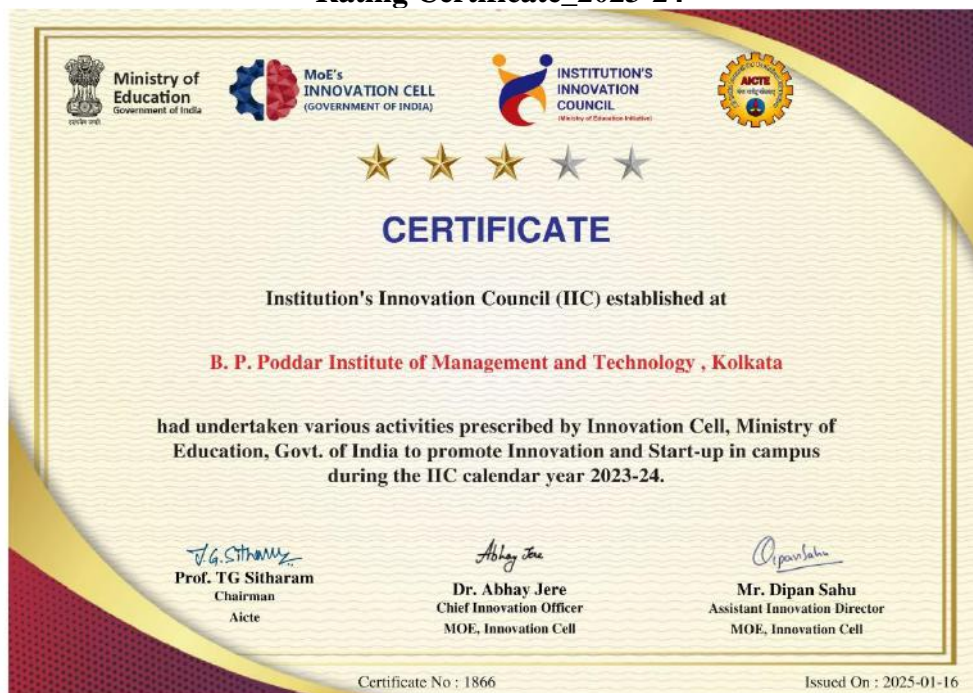 Rating Certificate_2023-24
Ministry of
Education
Government of India
MoE's
INNOVATION CELL
(GOVERNMENT OF INDIA)
INSTITUTION'S
INNOVATION
COUNCIL
(Ministry of Education Initiative)
AICTE
CERTIFICATE
Institution's Innovation Council (IIC) established at
B. P. Poddar Institute of Management and Technology , Kolkata
had undertaken various activities prescribed by Innovation Cell, Ministry of
Education, Govt. of India to promote Innovation and Start-up in campus
during the IIC calendar year 2023-24.
J.G. Sitharam
Abhay Jere
Dipan Sahu
Prof. TG Sitharam
Chairman
Aicte
Dr. Abhay Jere
Chief Innovation Officer
MOE, Innovation Cell
Mr. Dipan Sahu
Assistant Innovation Director
MOE, Innovation Cell
Certificate No : 1866
Issued On : 2025-01-16